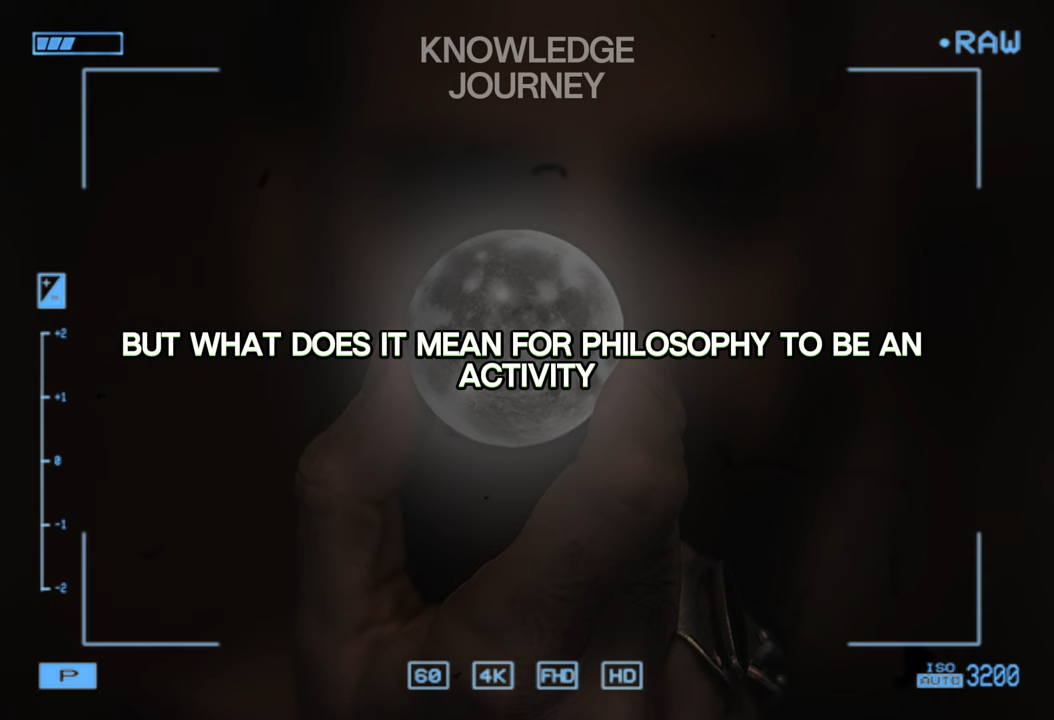 KNOWLEDGE
JOURNEY
•RAW
BUT WHAT DOES IT MEAN FOR PHILOSOPHY TO BE AN
ACTIVITY
+2
+1
0
-1
-2
P
60 4K FHD HD
ISO
AUTO 3200